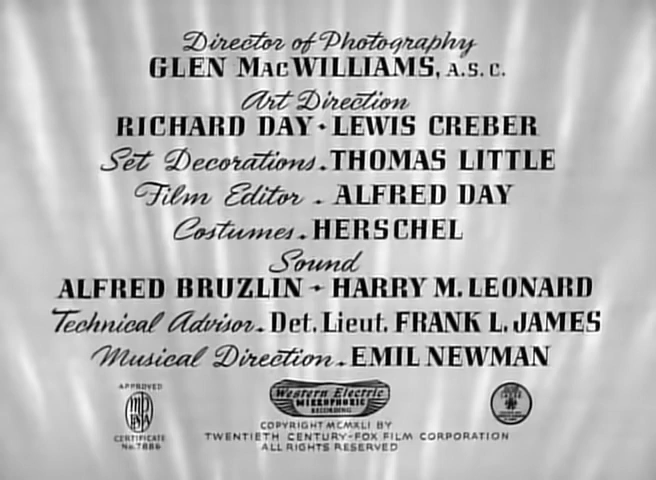 Director of Photography
GLEN MACWILLIAMS, A.S.C.
Art Direction
RICHARD DAY • LEWIS CREBER
Set Decorations . THOMAS LITTLE
Film Editor . ALFRED DAY
Costumes . HERSCHEL
Sound
ALFRED BRUZLIN • HARRY M. LEONARD
Technical Advisor . Det. Lieut. FRANK L. JAMES
Musical Direction . EMIL NEWMAN
APPROVED
CERTIFICATE
No. 7886
Western Electric
MIRROPHONIC
RECORDING
COPYRIGHT MCMXLI BY
TWENTIETH CENTURY-FOX FILM CORPORATION
ALL RIGHTS RESERVED